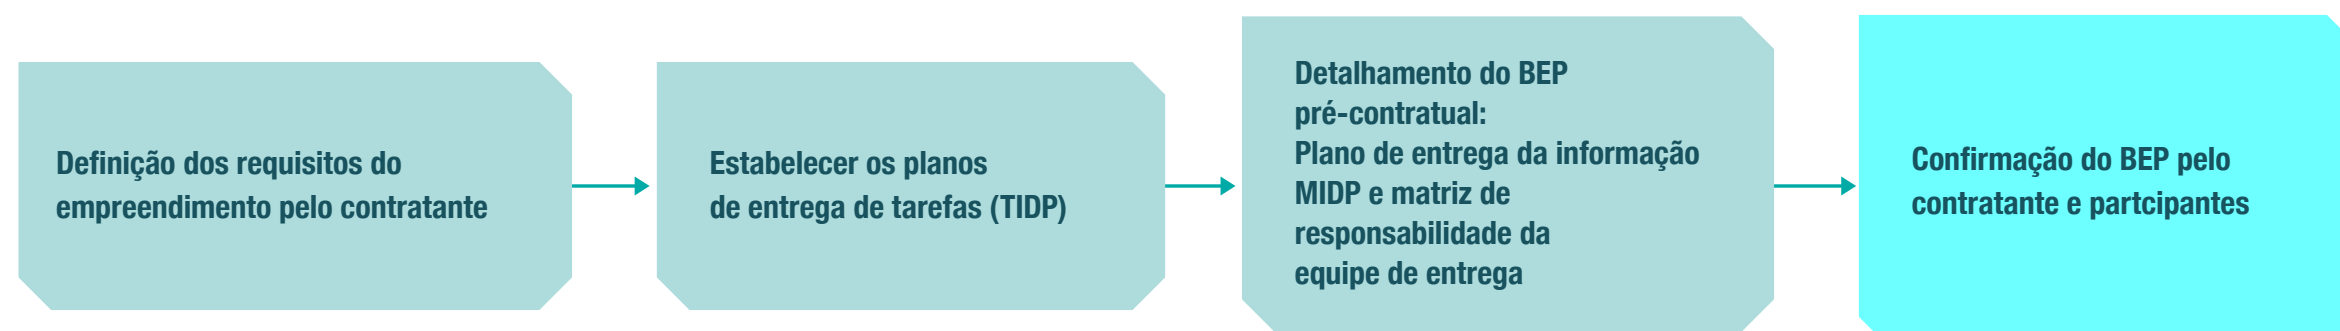 Definição dos requisitos do
empreendimento pelo contratante
Estabelecer os planos
de entrega de tarefas (TIDP)
Detalhamento do BEP
pré-contratual:
Plano de entrega da informação
MIDP e matriz de
responsabilidade da
equipe de entrega
Confirmação do BEP pelo
contratante e partcipantes